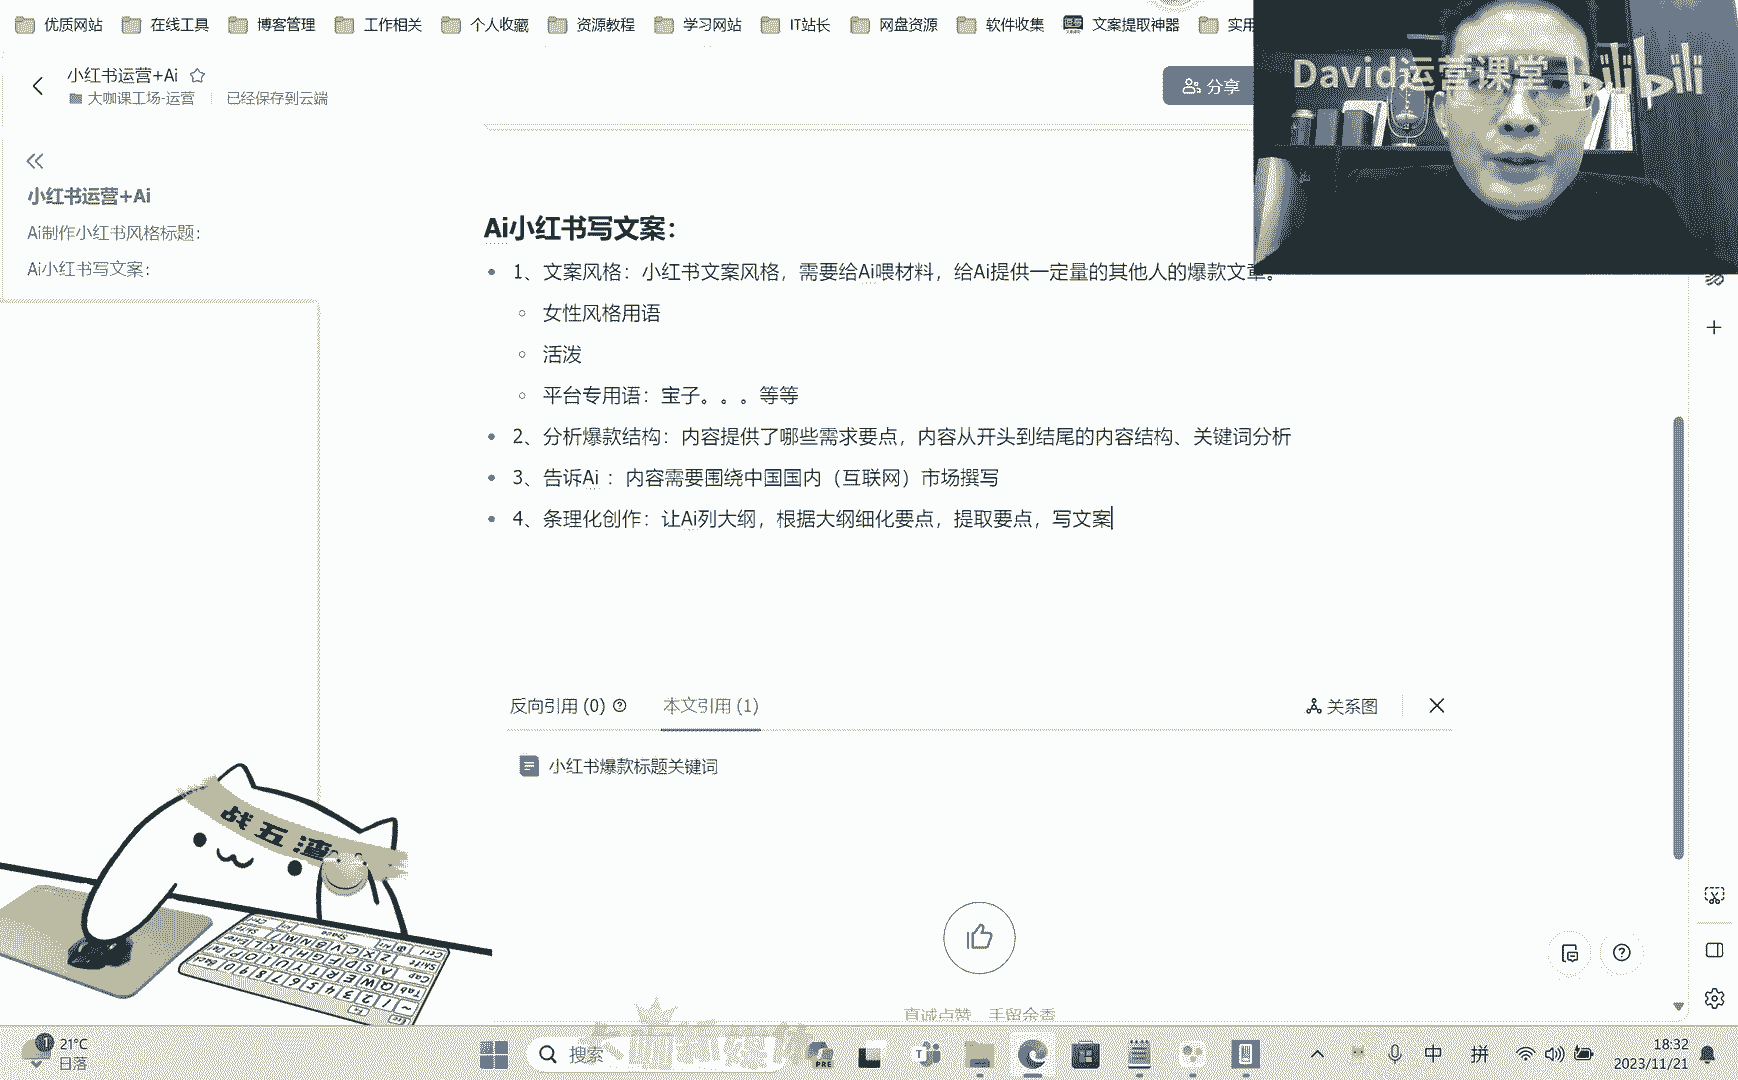 优质网站 在线工具 博客管理 工作相关 个人收藏 资源教程 学习网站 IT站长 网盘资源 软件收集 文案提取神器 实用
David运营课堂 bilibili
小红书运营+Ai
大咖课工场-运营 已经保存到云端
分享
小红书运营+Ai
Ai制作小红书风格标题：
Ai小红书写文案：
Ai小红书写文案：
1、文案风格：小红书文案风格，需要给Ai喂材料，给Ai提供一定量的其他人的爆款文章。
女性风格用语
活泼
平台专用语：宝子。。。等等
2、分析爆款结构：内容提供了哪些需求要点，内容从开头到结尾的内容结构、关键词分析
3、告诉Ai ：内容需要围绕中国国内（互联网）市场撰写
4、条理化创作：让Ai列大纲，根据大纲细化要点，提取要点，写文案
反向引用 (0) 本文引用 (1) 关系图
小红书爆款标题关键词
战五渣
真诚点赞，手留余香
1
21°C
日落
搜索
PRE
中 拼
18:32
2023/11/21